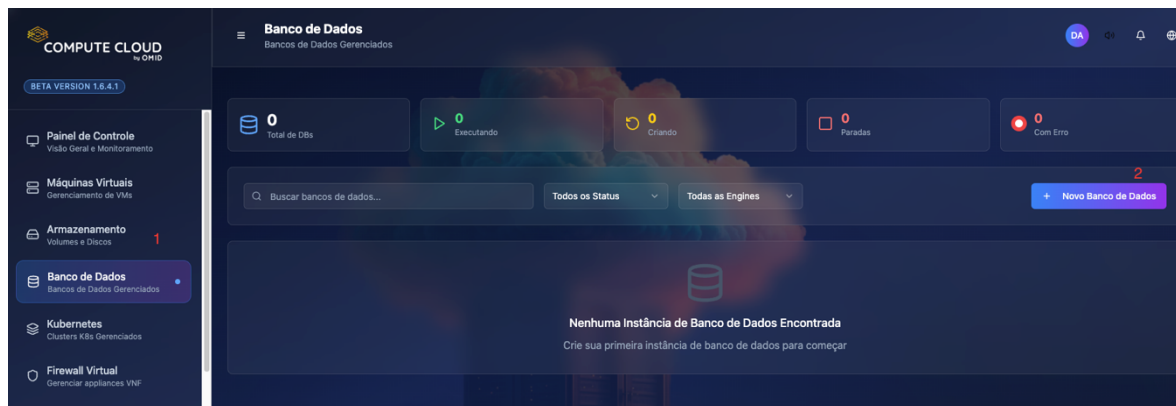 COMPUTE CLOUD
by OMID
BETA VERSION 1.6.4.1
Painel de Controle
Visão Geral e Monitoramento
Máquinas Virtuais
Gerenciamento de VMs
Armazenamento
Volumes e Discos
1
Banco de Dados
Bancos de Dados Gerenciados
Kubernetes
Clusters K8s Gerenciados
Firewall Virtual
Gerenciar appliances VNF
Banco de Dados
Bancos de Dados Gerenciados
DA
0
Total de DBs
0
Executando
0
Criando
0
Paradas
0
Com Erro
Buscar bancos de dados...
Todos os Status
Todas as Engines
2
+ Novo Banco de Dados
Nenhuma Instância de Banco de Dados Encontrada
Crie sua primeira instância de banco de dados para começar